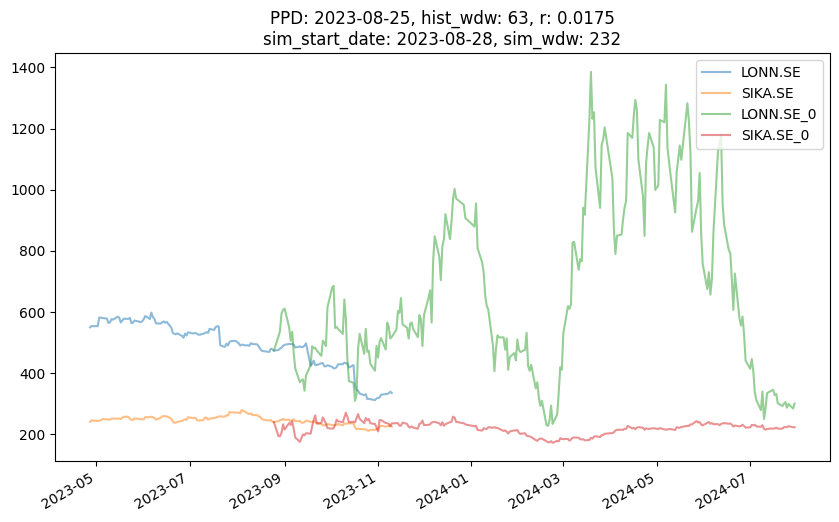 PPD: 2023-08-25, hist_wdw: 63, r: 0.0175
sim_start_date: 2023-08-28, sim_wdw: 232
LONN.SE
SIKA.SE
LONN.SE_0
SIKA.SE_0
1400
1200
1000
800
600
400
200
2023-05
2023-07
2023-09
2023-11
2024-01
2024-03
2024-05
2024-07